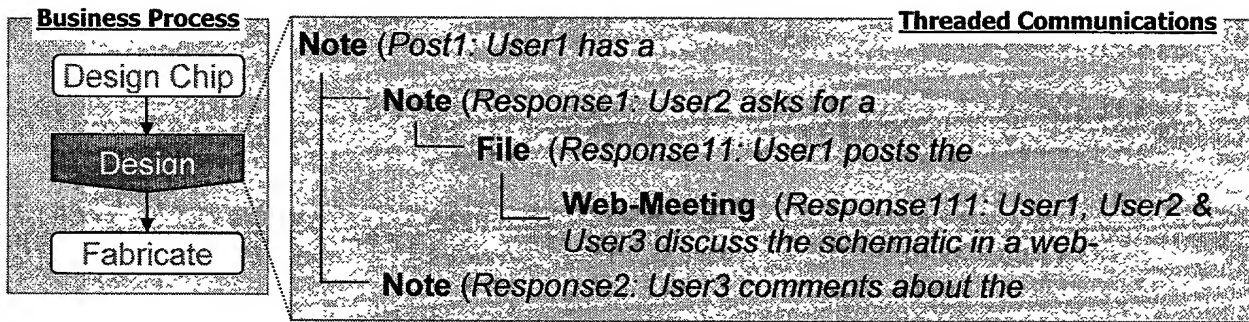 Business Process
Design Chip
Design
Fabricate
Threaded Communications
Note (Post1: User1 has a
Note (Response1: User2 asks for a
File (Response11: User1 posts the
Web-Meeting (Response111: User1, User2 &
User3 discuss the schematic in a web-
Note (Response2: User3 comments about the